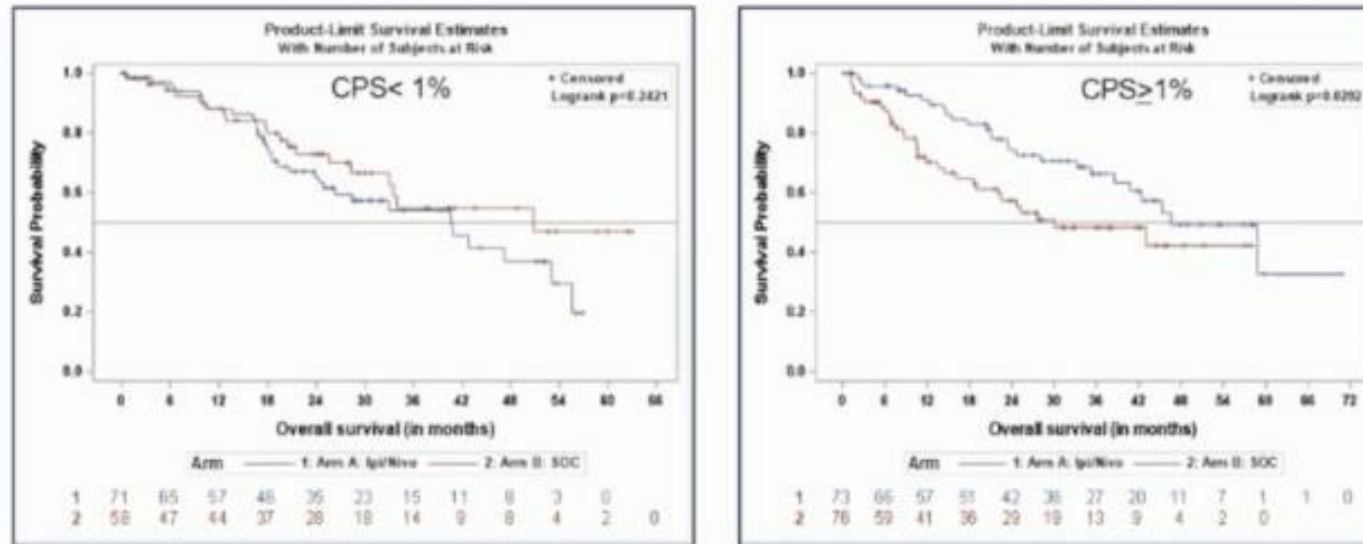 Product-Limit Survival Estimates
With Number of Subjects at Risk
CPS< 1%
+ Censored
Logrank p=0.2421
Survival Probability
1.0
0.8
0.6
0.4
0.2
0.0
0 6 12 18 24 30 36 42 48 54 60 66
Overall survival (in months)
Arm 1: Arm A: Ipi/Nivo 2: Arm B: SOC
1 71 65 57 46 35 23 15 11 8 3 0
2 58 47 44 37 28 18 14 9 8 4 2 0
Product-Limit Survival Estimates
With Number of Subjects at Risk
CPS≥1%
+ Censored
Logrank p=0.0292
Survival Probability
1.0
0.8
0.6
0.4
0.2
0.0
0 6 12 18 24 30 36 42 48 54 60 66 72
Overall survival (in months)
Arm 1: Arm A: Ipi/Nivo 2: Arm B: SOC
1 73 66 57 51 42 36 27 20 11 7 1 1 0
2 76 59 41 36 29 19 13 9 4 2 0